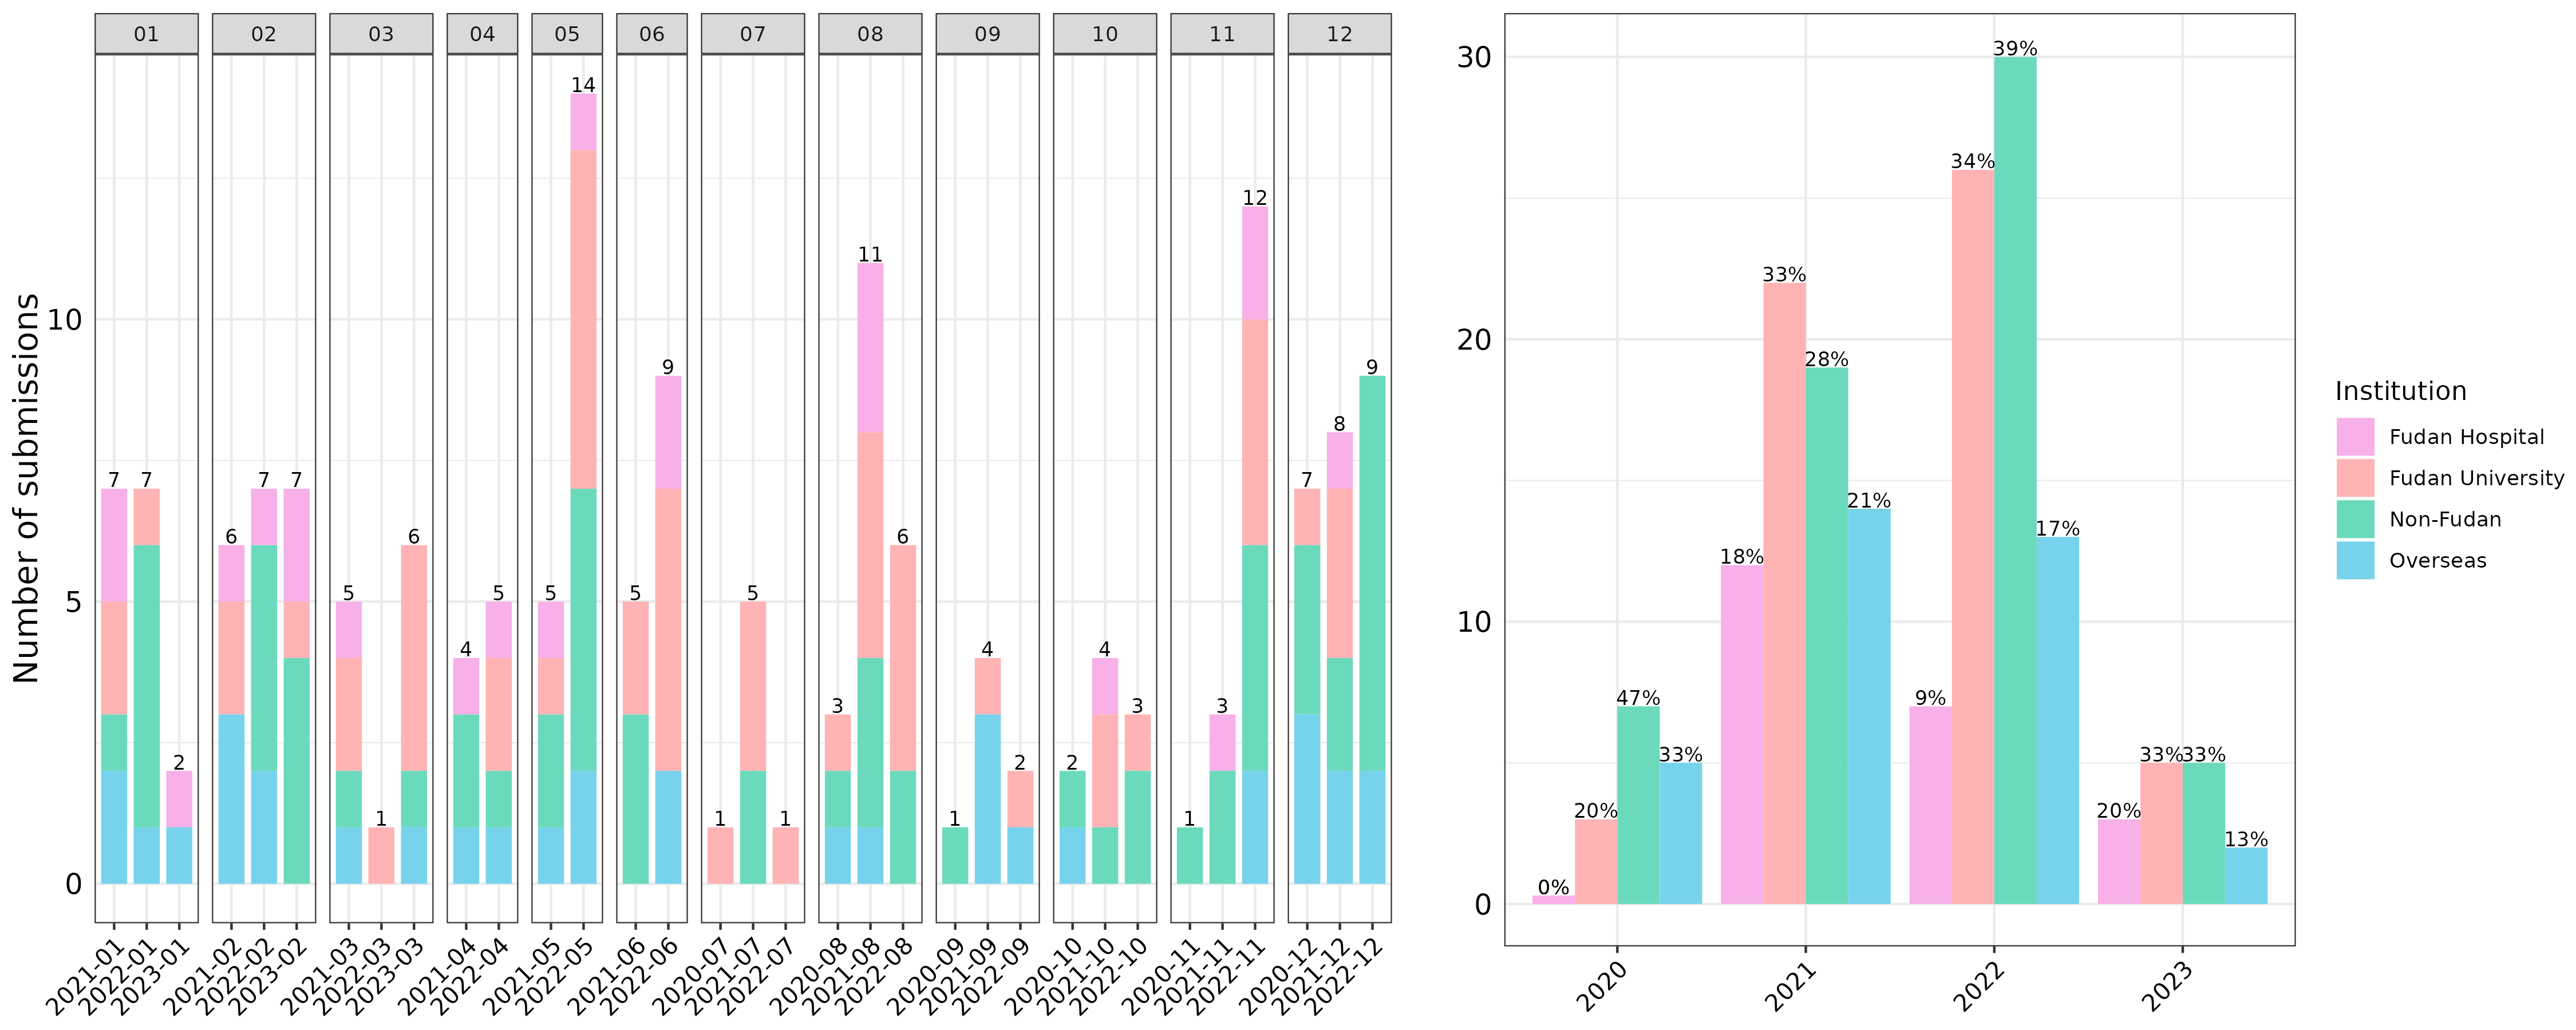 01 02 03 04 05 06 07 08 09 10 11 12
Number of submissions
10
5
0
7 7 2
6 7 7
5 1 6
4 5
5 14
5 9
1 5 1
3 11 6
1 4 2
2 4 3
1 3 12
7 8 9
2021-01 2022-01 2023-01
2021-02 2022-02 2023-02
2021-03 2022-03 2023-03
2021-04 2022-04
2021-05 2022-05
2021-06 2022-06
2020-07 2021-07 2022-07
2020-08 2021-08 2022-08
2020-09 2021-09 2022-09
2020-10 2021-10 2022-10
2020-11 2021-11 2022-11
2020-12 2021-12 2022-12
30
20
10
0
0% 20% 47% 33%
18% 33% 28% 21%
9% 34% 39% 17%
20% 33% 33% 13%
2020 2021 2022 2023
Institution
Fudan Hospital
Fudan University
Non-Fudan
Overseas